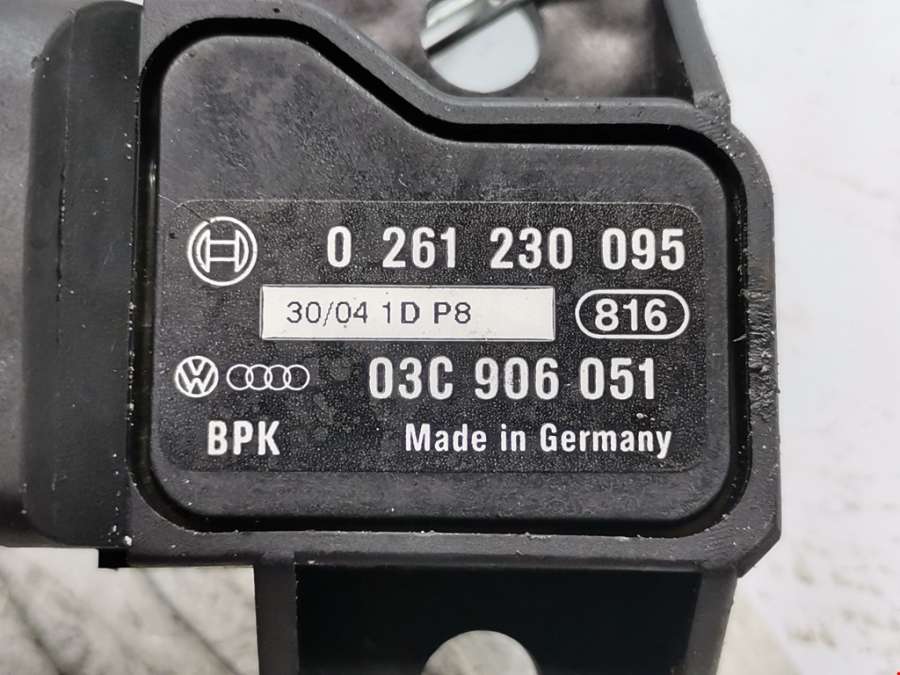 0 261 230 095
30/04 1D P8 816
03C 906 051
BPK Made in Germany